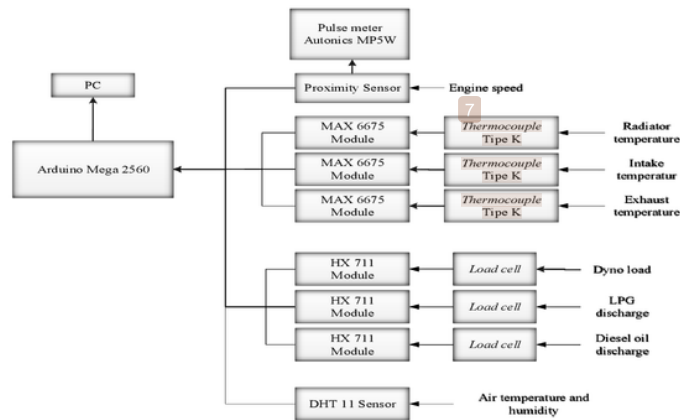 Pulse meter
Autonics MP5W
PC
Proximity Sensor
Engine speed
7
MAX 6675
Module
Thermocouple
Tipe K
Radiator
temperature
Arduino Mega 2560
MAX 6675
Module
Thermocouple
Tipe K
Intake
temperatur
MAX 6675
Module
Thermocouple
Tipe K
Exhaust
temperature
HX 711
Module
Load cell
Dyno load
HX 711
Module
Load cell
LPG
discharge
HX 711
Module
Load cell
Diesel oil
discharge
DHT 11 Sensor
Air temperature and
humidity